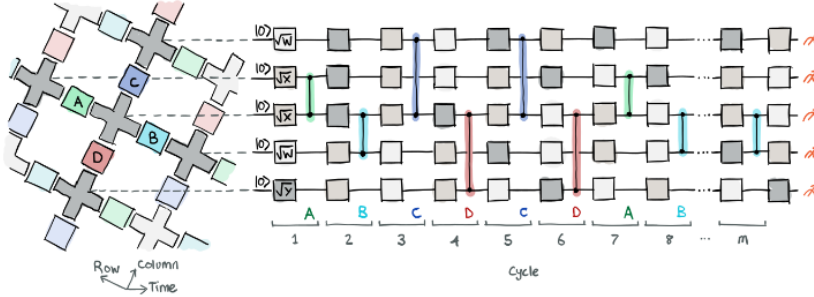 |0⟩ √W
|0⟩ √X
|0⟩ √X
|0⟩ √W
|0⟩ √Y
C
A
B
D
A B C D C D A B ...
1 2 3 4 5 6 7 8 ... m
Cycle
Row Column Time